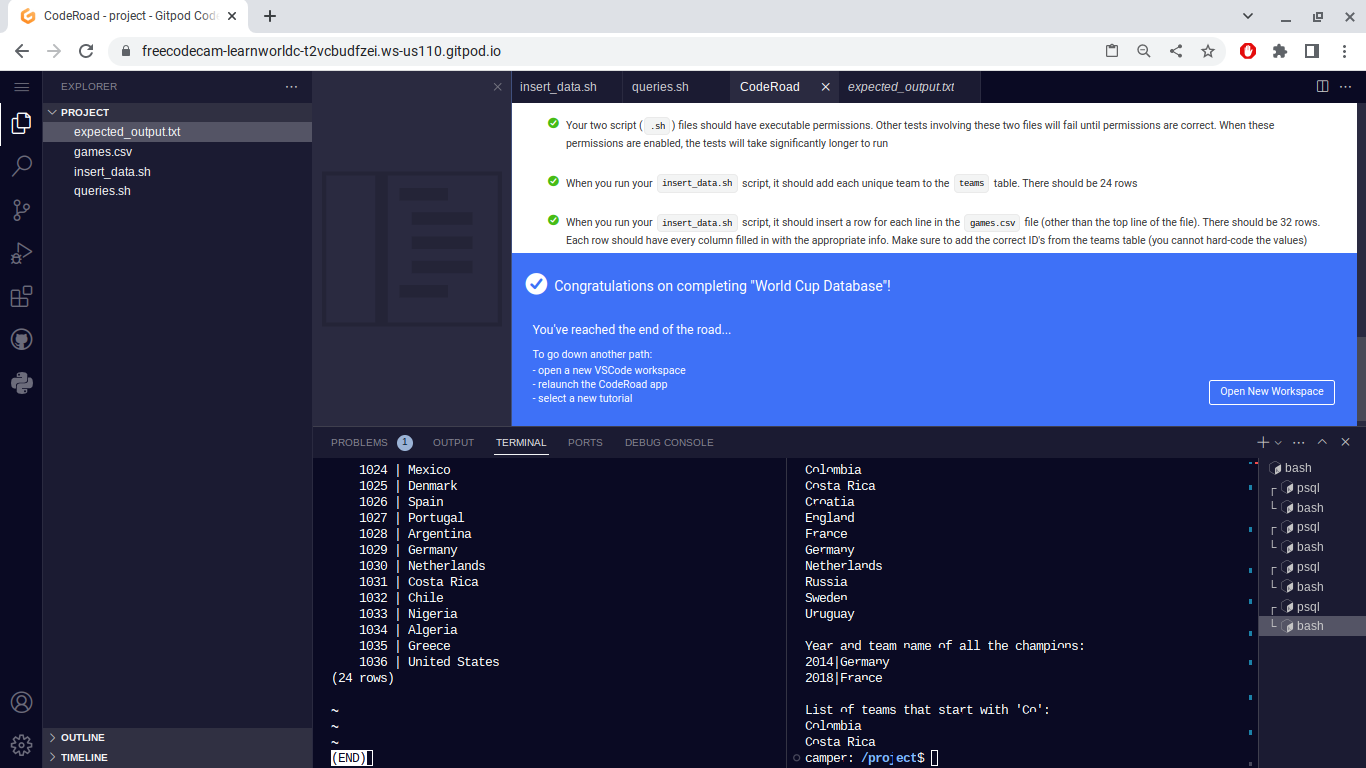 CodeRoad - project - Gitpod Code
freecodecam-learnworldc-t2vcbudfzei.ws-us110.gitpod.io
EXPLORER
PROJECT
expected_output.txt
games.csv
insert_data.sh
queries.sh
OUTLINE
TIMELINE
insert_data.sh
queries.sh
CodeRoad
expected_output.txt
Your two script ( .sh ) files should have executable permissions. Other tests involving these two files will fail until permissions are correct. When these
permissions are enabled, the tests will take significantly longer to run
When you run your insert_data.sh script, it should add each unique team to the teams table. There should be 24 rows
When you run your insert_data.sh script, it should insert a row for each line in the games.csv file (other than the top line of the file). There should be 32 rows.
Each row should have every column filled in with the appropriate info. Make sure to add the correct ID's from the teams table (you cannot hard-code the values)
Congratulations on completing "World Cup Database"!
You've reached the end of the road...
To go down another path:
- open a new VSCode workspace
- relaunch the CodeRoad app
- select a new tutorial
Open New Workspace
PROBLEMS 1 OUTPUT TERMINAL PORTS DEBUG CONSOLE
1024 | Mexico
1025 | Denmark
1026 | Spain
1027 | Portugal
1028 | Argentina
1029 | Germany
1030 | Netherlands
1031 | Costa Rica
1032 | Chile
1033 | Nigeria
1034 | Algeria
1035 | Greece
1036 | United States
(24 rows)
~
~
~
(END)
Colombia
Costa Rica
Croatia
England
France
Germany
Netherlands
Russia
Sweden
Uruguay
Year and team name of all the champions:
2014|Germany
2018|France
List of teams that start with 'Co':
Colombia
Costa Rica
camper: /project$
bash
psql
bash
psql
bash
psql
bash
psql
bash